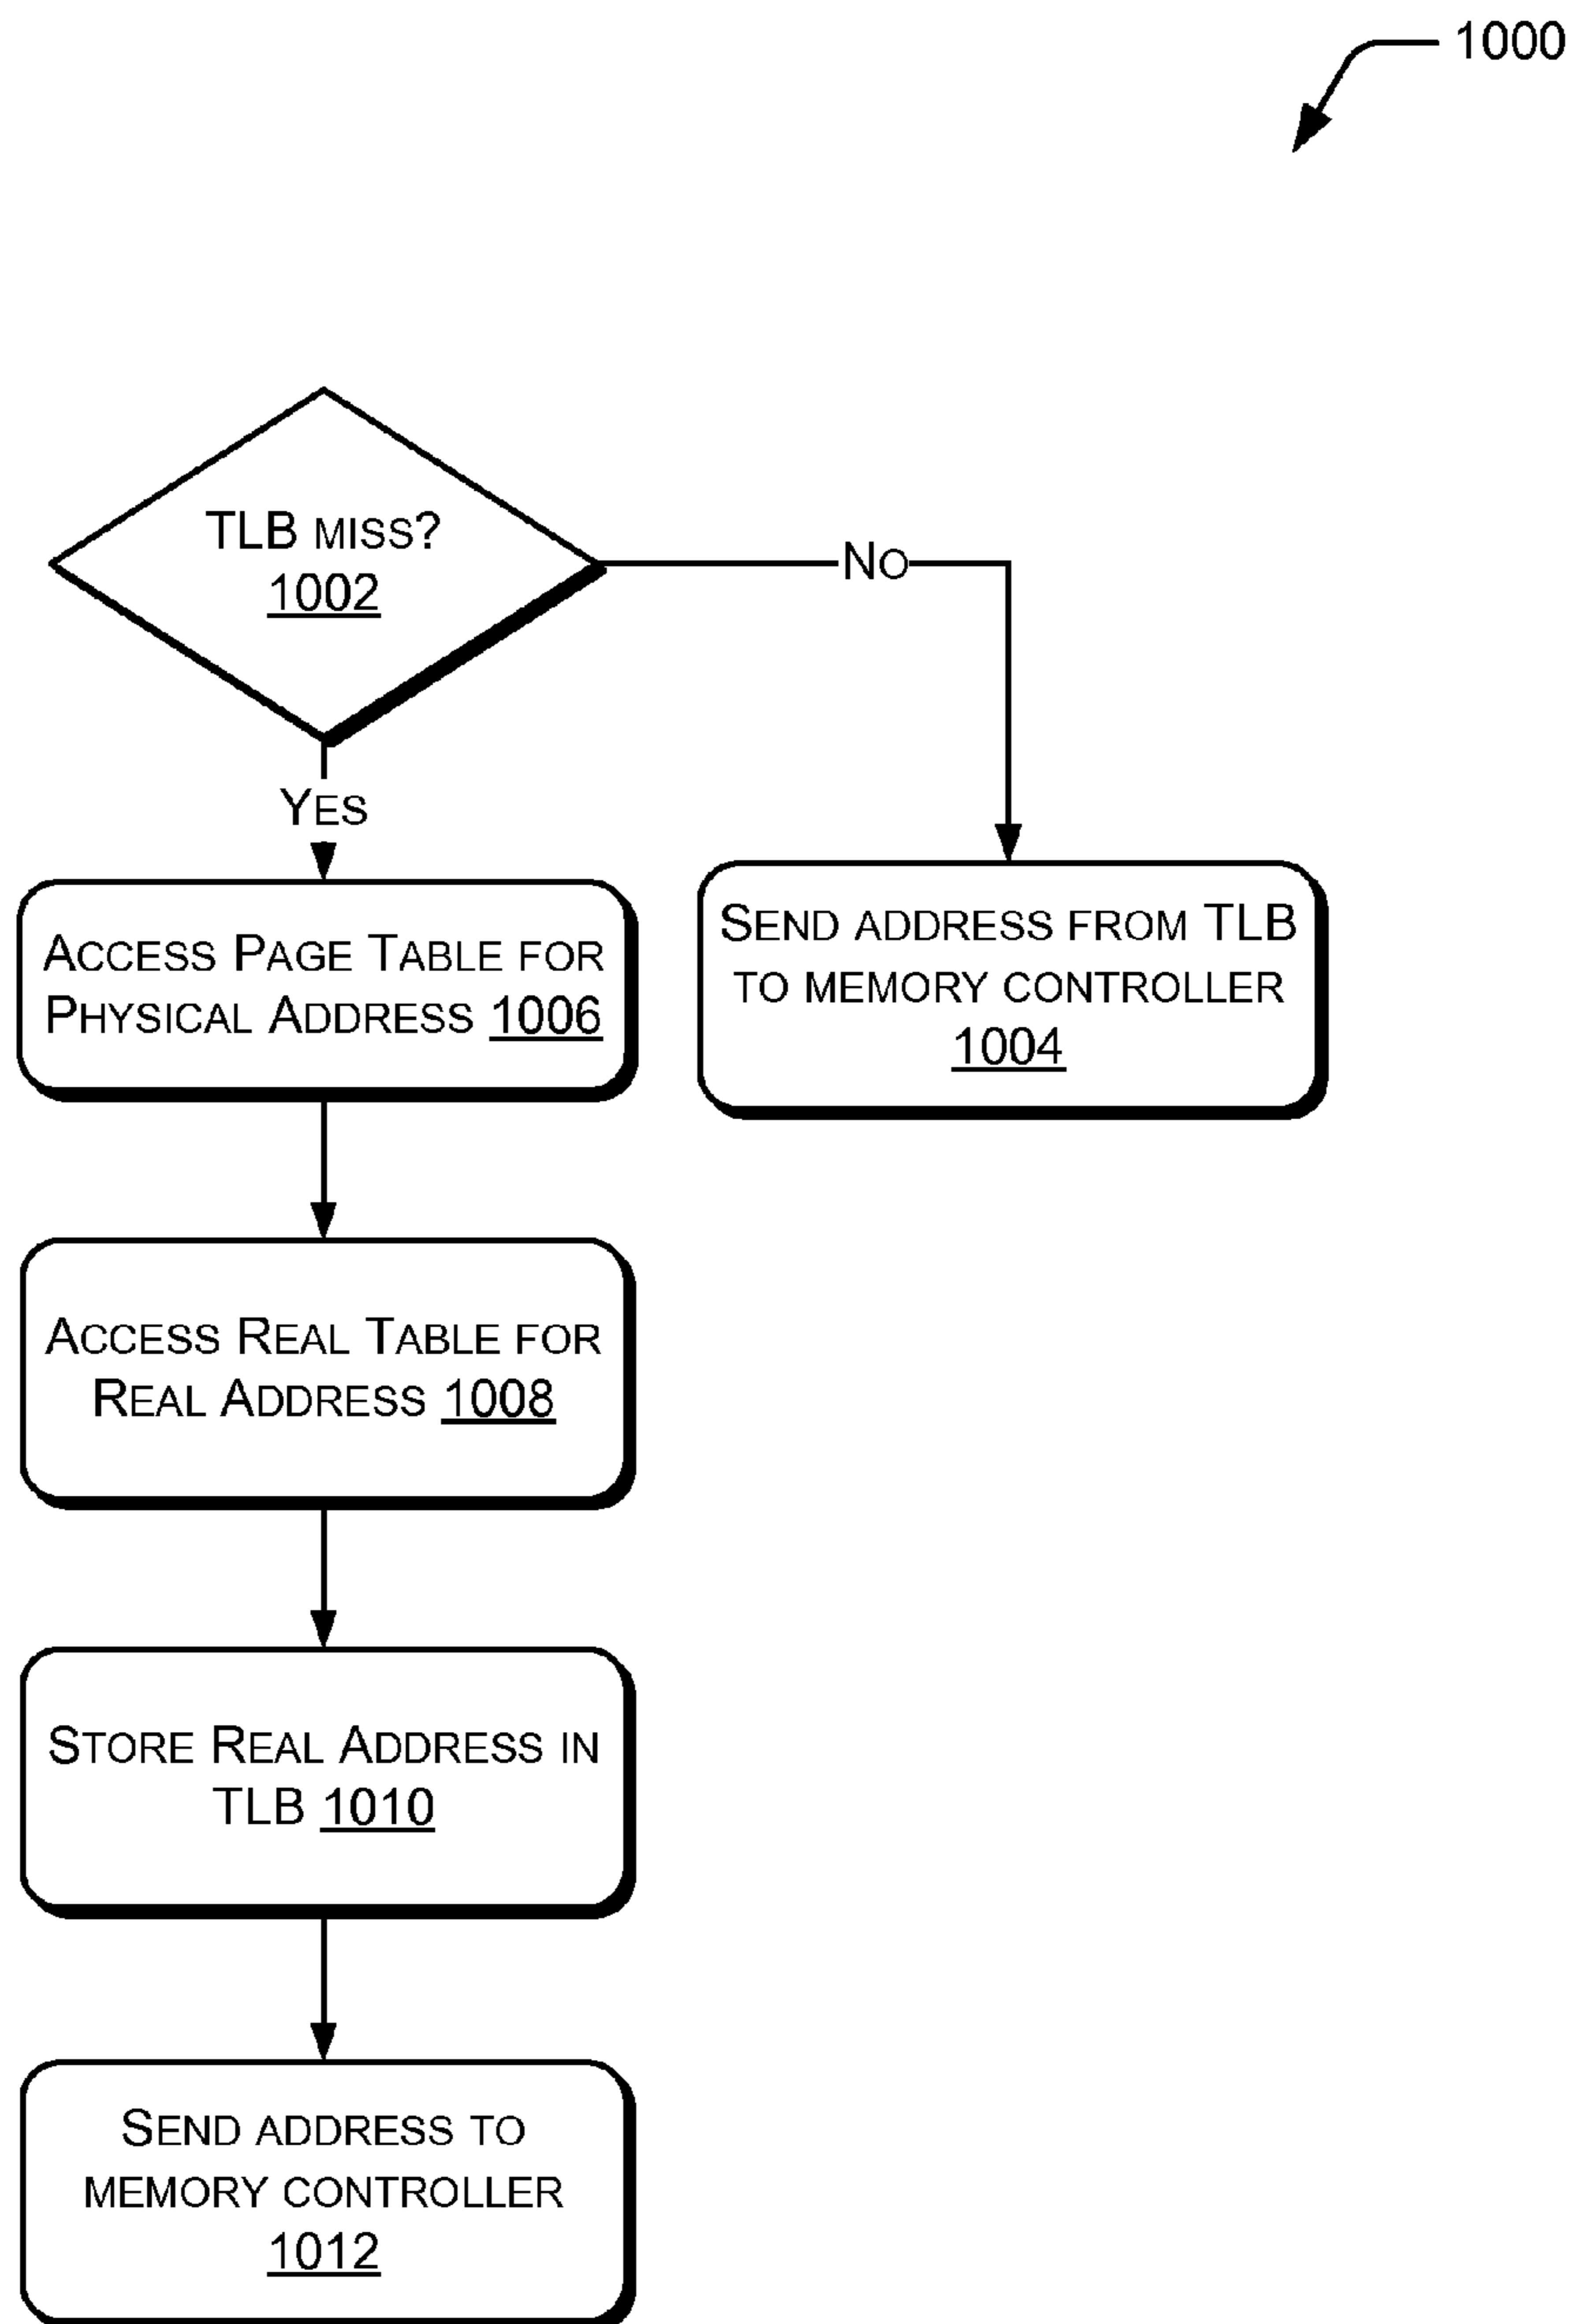 1000
TLB MISS?
1002
NO
YES
ACCESS PAGE TABLE FOR
PHYSICAL ADDRESS 1006
SEND ADDRESS FROM TLB
TO MEMORY CONTROLLER
1004
ACCESS REAL TABLE FOR
REAL ADDRESS 1008
STORE REAL ADDRESS IN
TLB 1010
SEND ADDRESS TO
MEMORY CONTROLLER
1012